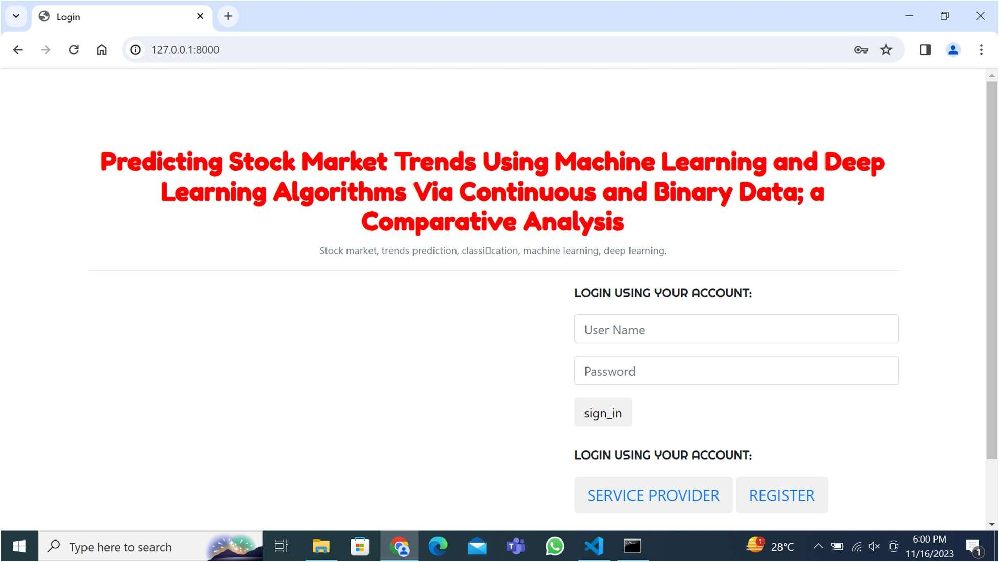 Login
127.0.0.1:8000
Predicting Stock Market Trends Using Machine Learning and Deep
Learning Algorithms Via Continuous and Binary Data; a
Comparative Analysis
Stock market, trends prediction, classi▯cation, machine learning, deep learning.
LOGIN USING YOUR ACCOUNT:
User Name
Password
sign_in
LOGIN USING YOUR ACCOUNT:
SERVICE PROVIDER REGISTER
Type here to search
1
28°C
6:00 PM
11/16/2023
1